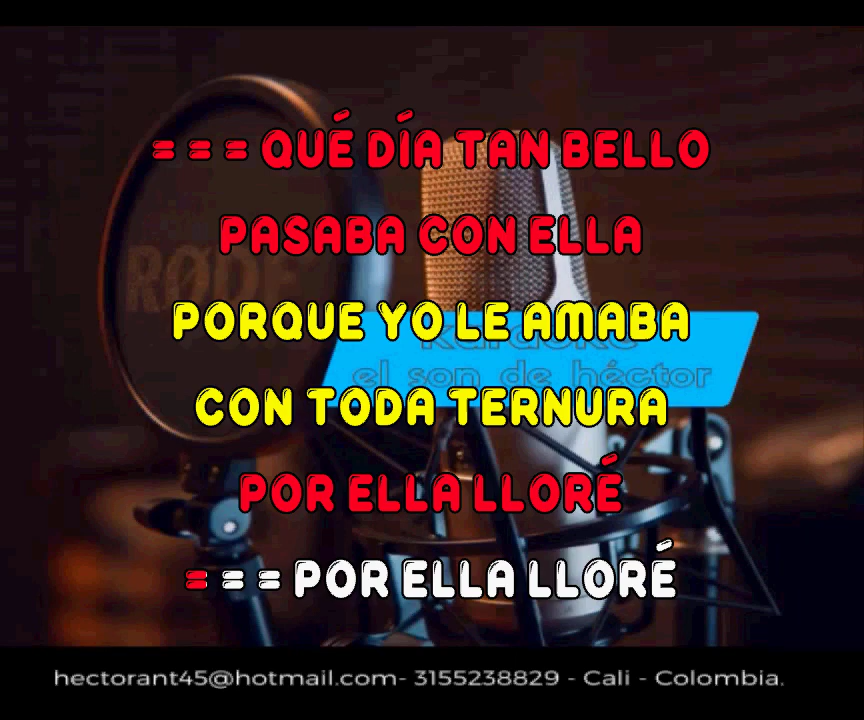 = = = QUÉ DÍA TAN BELLO
PASABA CON ELLA
RØDE
PORQUE YO LE AMABA
karaoke
el son de héctor
CON TODA TERNURA
POR ELLA LLORÉ
= = = POR ELLA LLORÉ
hectorant45@hotmail.com- 3155238829 - Cali - Colombia.